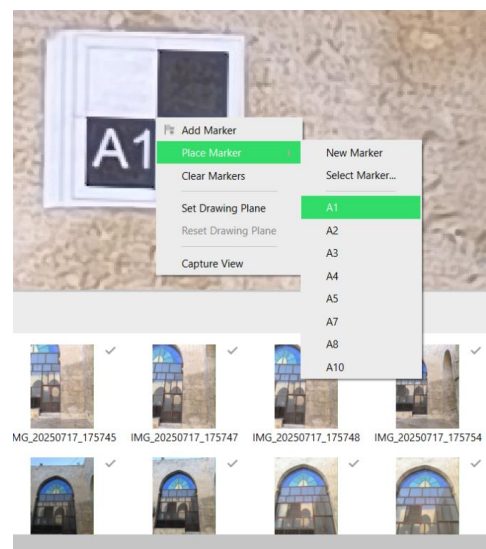 A1
Add Marker
Place Marker
Clear Markers
Set Drawing Plane
Reset Drawing Plane
Capture View
New Marker
Select Marker...
A1
A2
A3
A4
A5
A7
A8
A10
MG_20250717_175745
IMG_20250717_175747
IMG_20250717_175748
IMG_20250717_175754